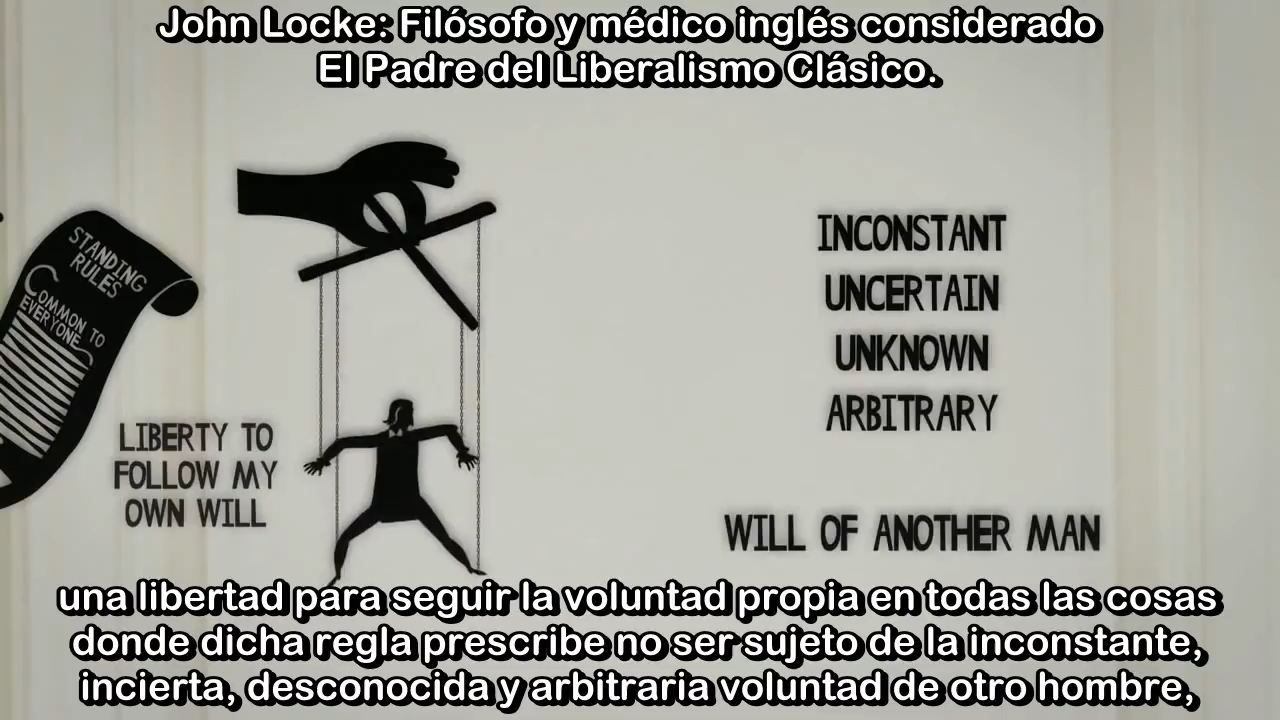 John Locke: Filósofo y médico inglés considerado
El Padre del Liberalismo Clásico.
STANDING
RULES
COMMON TO
EVERYONE
LIBERTY TO
FOLLOW MY
OWN WILL
INCONSTANT
UNCERTAIN
UNKNOWN
ARBITRARY
WILL OF ANOTHER MAN
una libertad para seguir la voluntad propia en todas las cosas
donde dicha regla prescribe no ser sujeto de la inconstante,
incierta, desconocida y arbitraria voluntad de otro hombre,